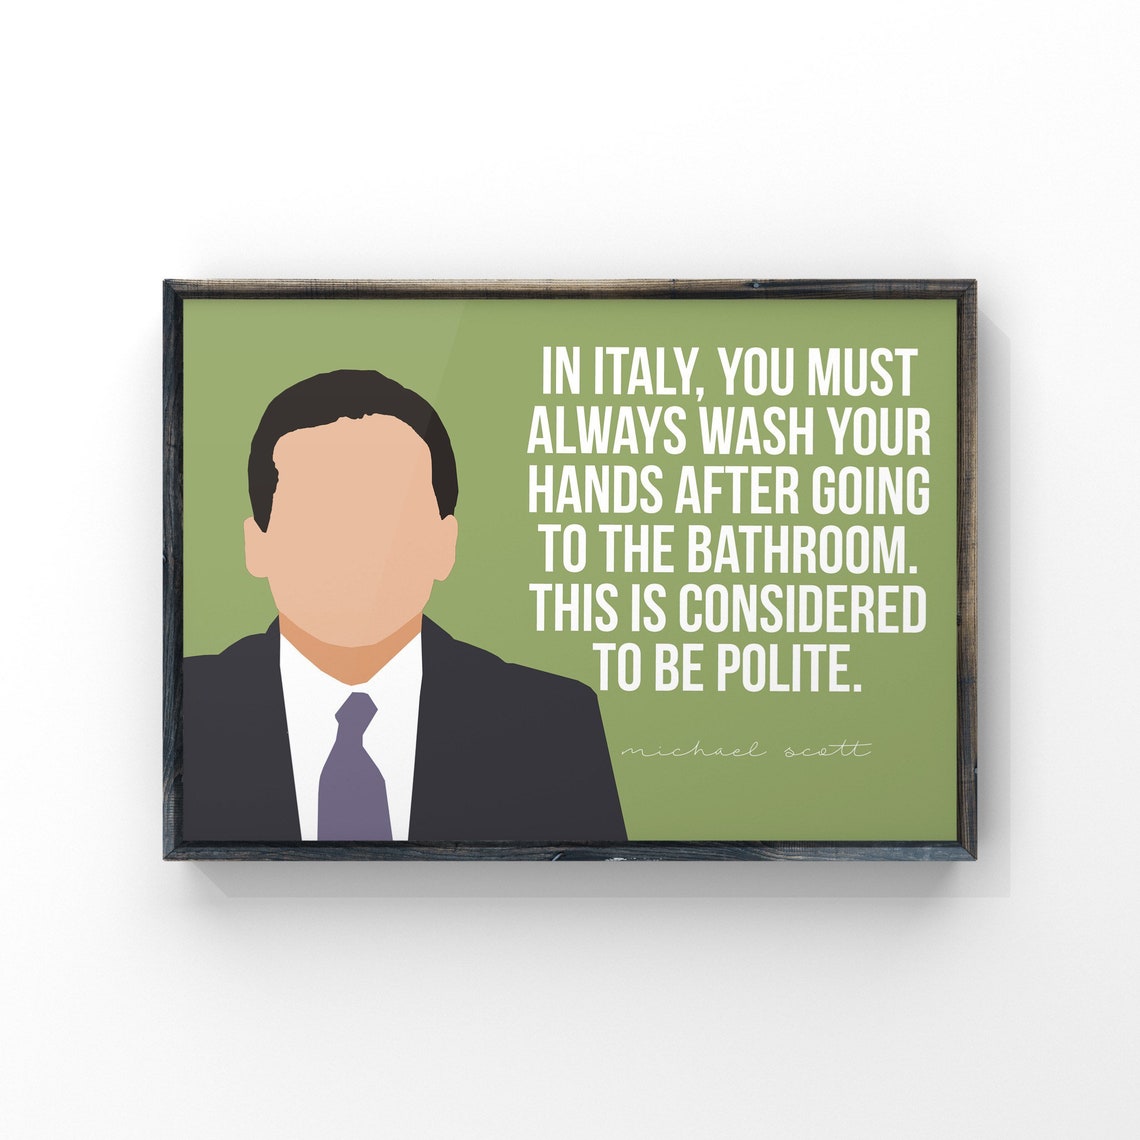 IN ITALY, YOU MUST
ALWAYS WASH YOUR
HANDS AFTER GOING
TO THE BATHROOM.
THIS IS CONSIDERED
TO BE POLITE.
michael scott